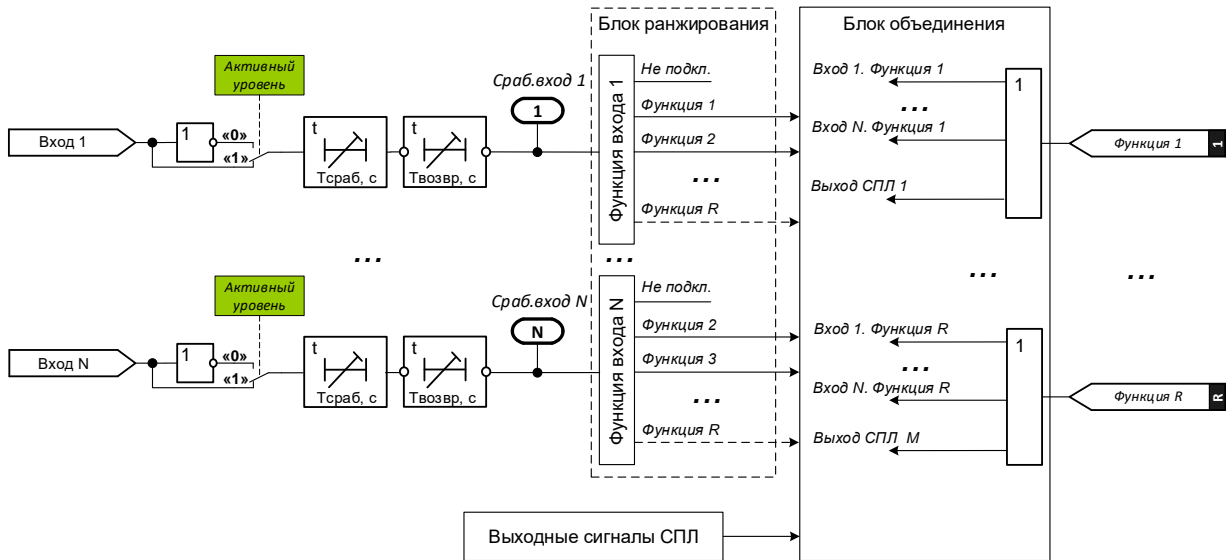 Блок ранжирования
Блок объединения
Активный
уровень
Сраб.вход 1
1
Вход 1
1
«0»
«1»
t
Тсраб, с
t
Твозвр, с
Функция входа 1
Не подкл.
Функция 1
Функция 2
...
Функция R
Вход 1. Функция 1
...
Вход N. Функция 1
Выход СПЛ 1
1
Функция 1
1
...
...
...
...
Активный
уровень
Сраб.вход N
N
Вход N
1
«0»
«1»
t
Тсраб, с
t
Твозвр, с
Функция входа N
Не подкл.
Функция 2
Функция 3
...
Функция R
Вход 1. Функция R
...
Вход N. Функция R
Выход СПЛ M
1
Функция R
R
Выходные сигналы СПЛ